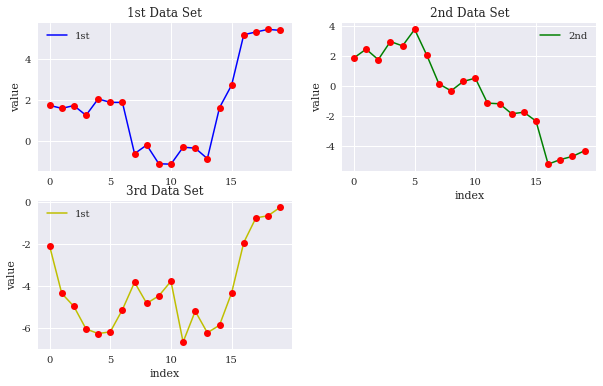 1st Data Set
1st
value
4
2
0
0
5
10
15
2nd Data Set
2nd
value
4
2
0
-2
-4
0
5
10
15
index
3rd Data Set
1st
value
0
-2
-4
-6
0
5
10
15
index